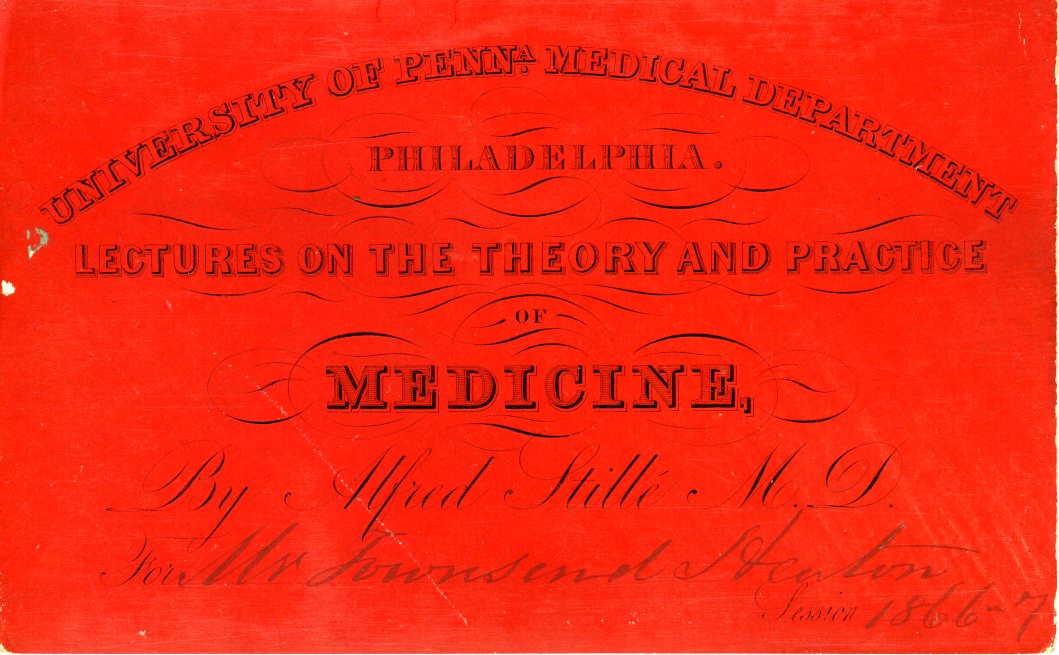 UNIVERSITY OF PENNA. MEDICAL DEPARTMENT
PHILADELPHIA.
LECTURES ON THE THEORY AND PRACTICE
OF
MEDICINE,
By Alfred Stillé M.D.
For Mr Townsend Heaton
Session 1866-7